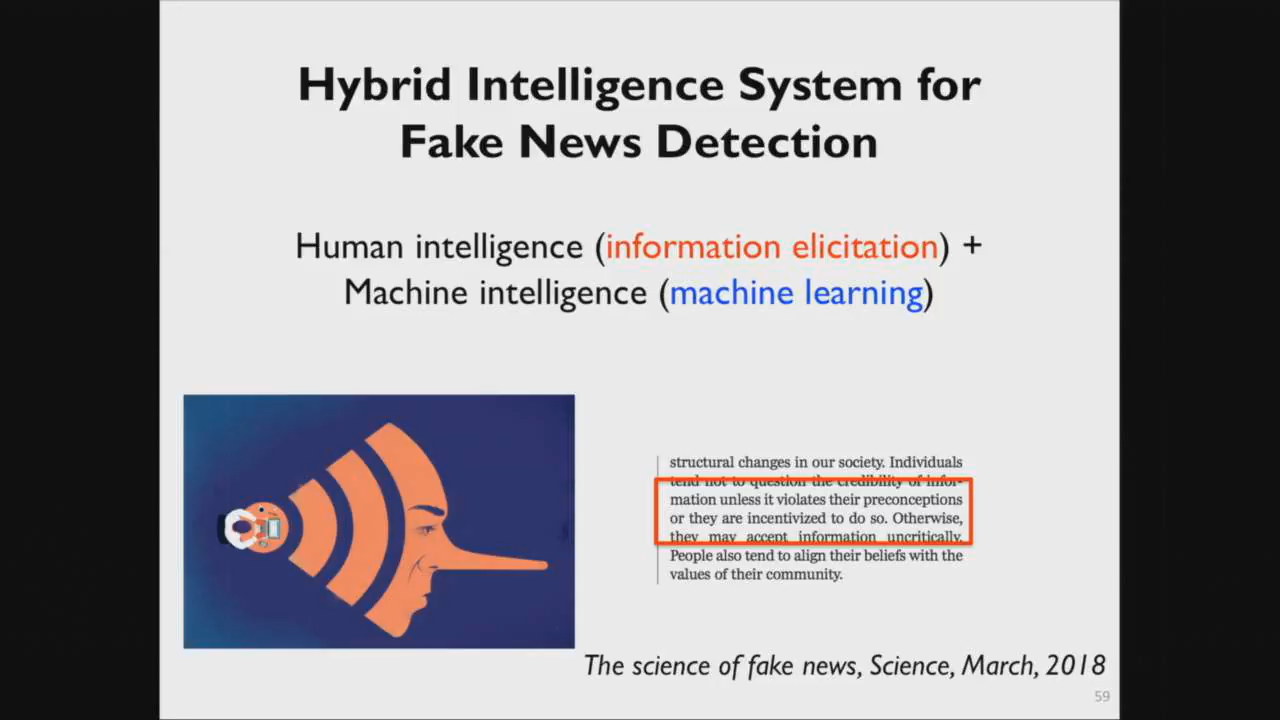 Hybrid Intelligence System for
Fake News Detection
Human intelligence (information elicitation) +
Machine intelligence (machine learning)
structural changes in our society. Individuals
tend not to question the credibility of infor-
mation unless it violates their preconceptions
or they are incentivized to do so. Otherwise,
they may accept information uncritically.
People also tend to align their beliefs with the
values of their community.
The science of fake news, Science, March, 2018
59